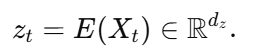 z_t = E(X_t) ∈ ℝ^{d_z}.